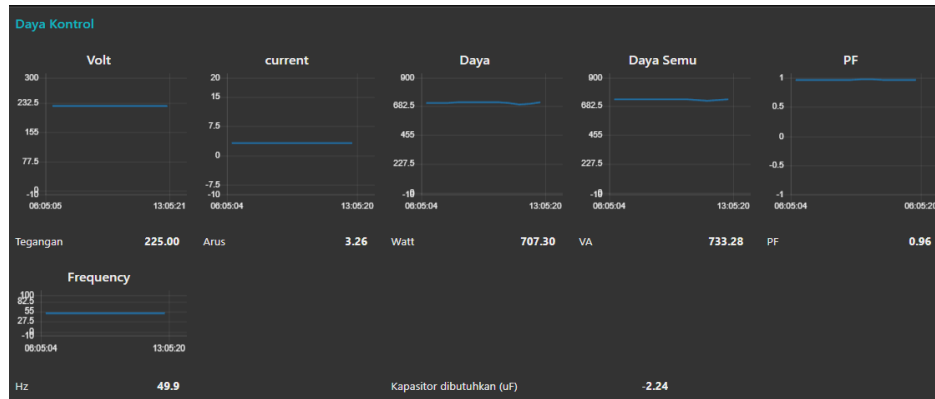 Daya Kontrol
Volt current Daya Daya Semu PF
300 20 900 900 1
232.5 15 682.5 682.5 0.5
155 7.5 455 455 0
77.5 0 227.5 227.5 -0.5
0 -7.5 0 0
-10 -10 -10 -10 -1
06:05:05 13:05:21 06:05:04 13:05:20 06:05:04 13:05:20 06:05:04 13:05:20 06:05:04 06:05:20
Tegangan 225.00 Arus 3.26 Watt 707.30 VA 733.28 PF 0.96
Frequency
100
82.5
55
27.5
0
-10
06:05:04 13:05:20
Hz 49.9 Kapasitor dibutuhkan (uF) -2.24